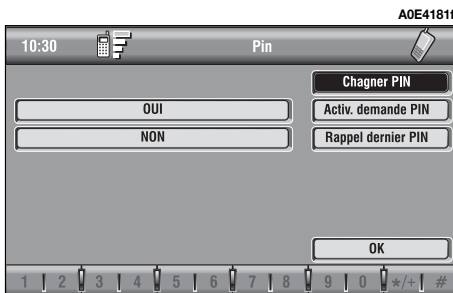 A0E4181f
10:30 Pin
Chagner PIN
OUI Activ. demande PIN
NON Rappel dernier PIN
OK
1 2 3 4 5 6 7 8 9 0 */+ #